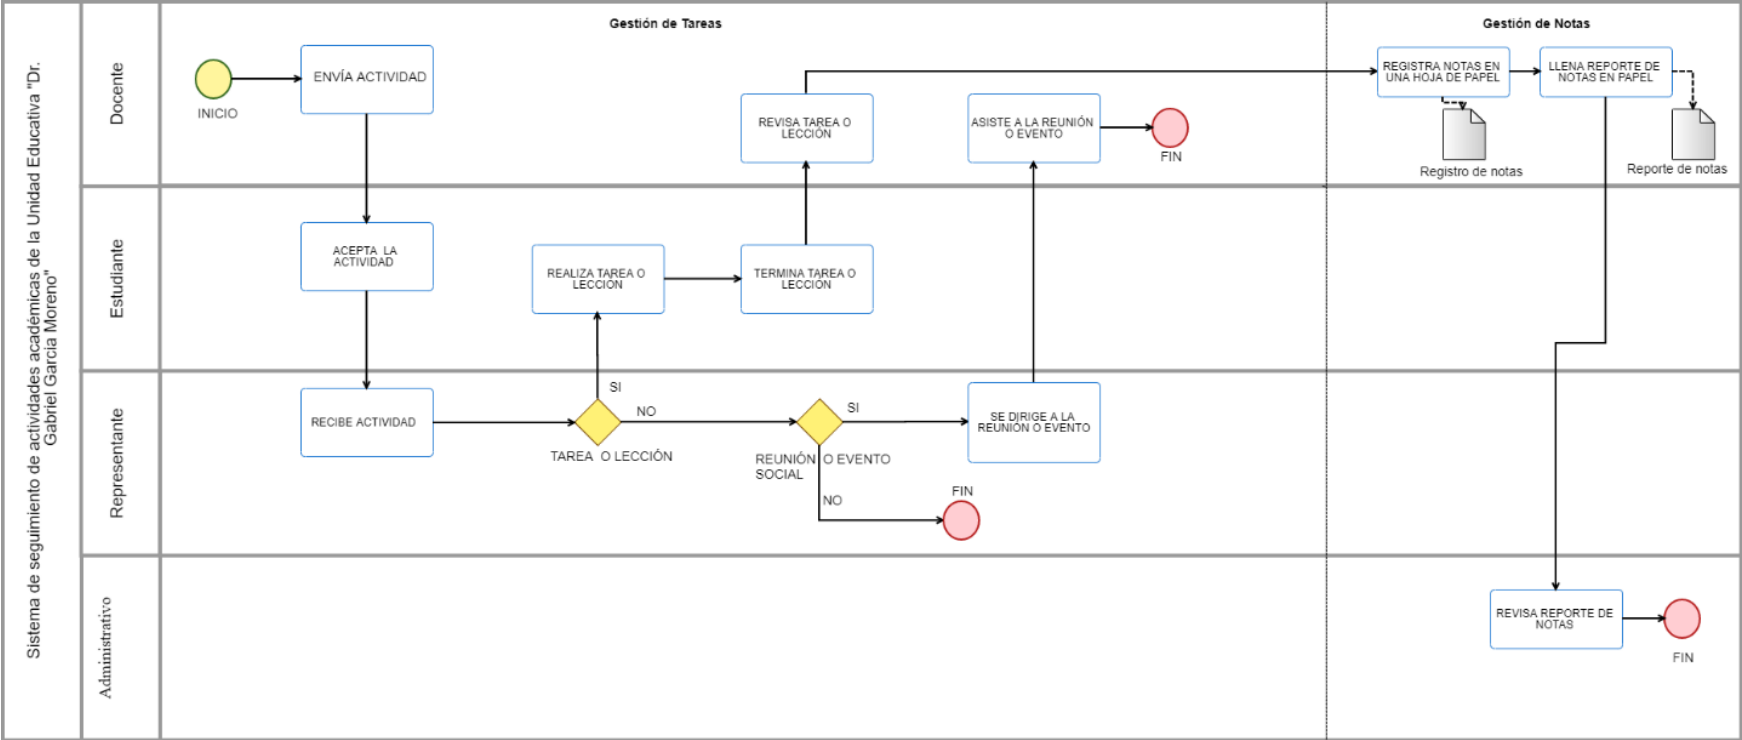 Sistema de seguimiento de actividades académicas de la Unidad Educativa "Dr.
Gabriel Garcia Moreno"
Gestión de Tareas
Gestión de Notas
Docente
INICIO
ENVÍA ACTIVIDAD
REVISA TAREA O
LECCIÓN
ASISTE A LA REUNIÓN
O EVENTO
FIN
REGISTRA NOTAS EN
UNA HOJA DE PAPEL
LLENA REPORTE DE
NOTAS EN PAPEL
Registro de notas
Reporte de notas
Estudiante
ACEPTA LA
ACTIVIDAD
REALIZA TAREA O
LECCIÓN
TERMINA TAREA O
LECCIÓN
Representante
RECIBE ACTIVIDAD
SI
NO
TAREA O LECCIÓN
SI
REUNIÓN O EVENTO
SOCIAL
NO
FIN
SE DIRIGE A LA
REUNIÓN O EVENTO
Administrativo
REVISA REPORTE DE
NOTAS
FIN